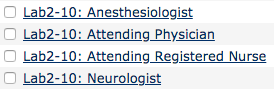 Lab2-10: Anesthesiologist
Lab2-10: Attending Physician
Lab2-10: Attending Registered Nurse
Lab2-10: Neurologist